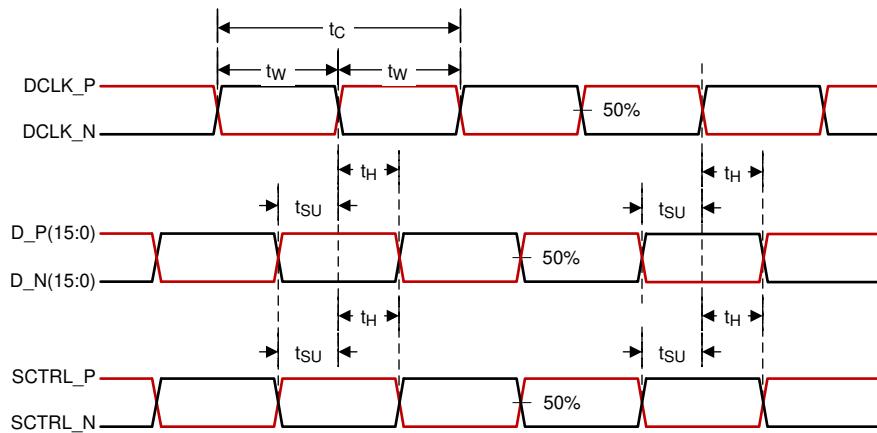 tC
tW tW
DCLK_P
50%
DCLK_N
tH tH
tSU tSU
D_P(15:0)
50%
D_N(15:0)
tH tH
tSU tSU
SCTRL_P
50%
SCTRL_N